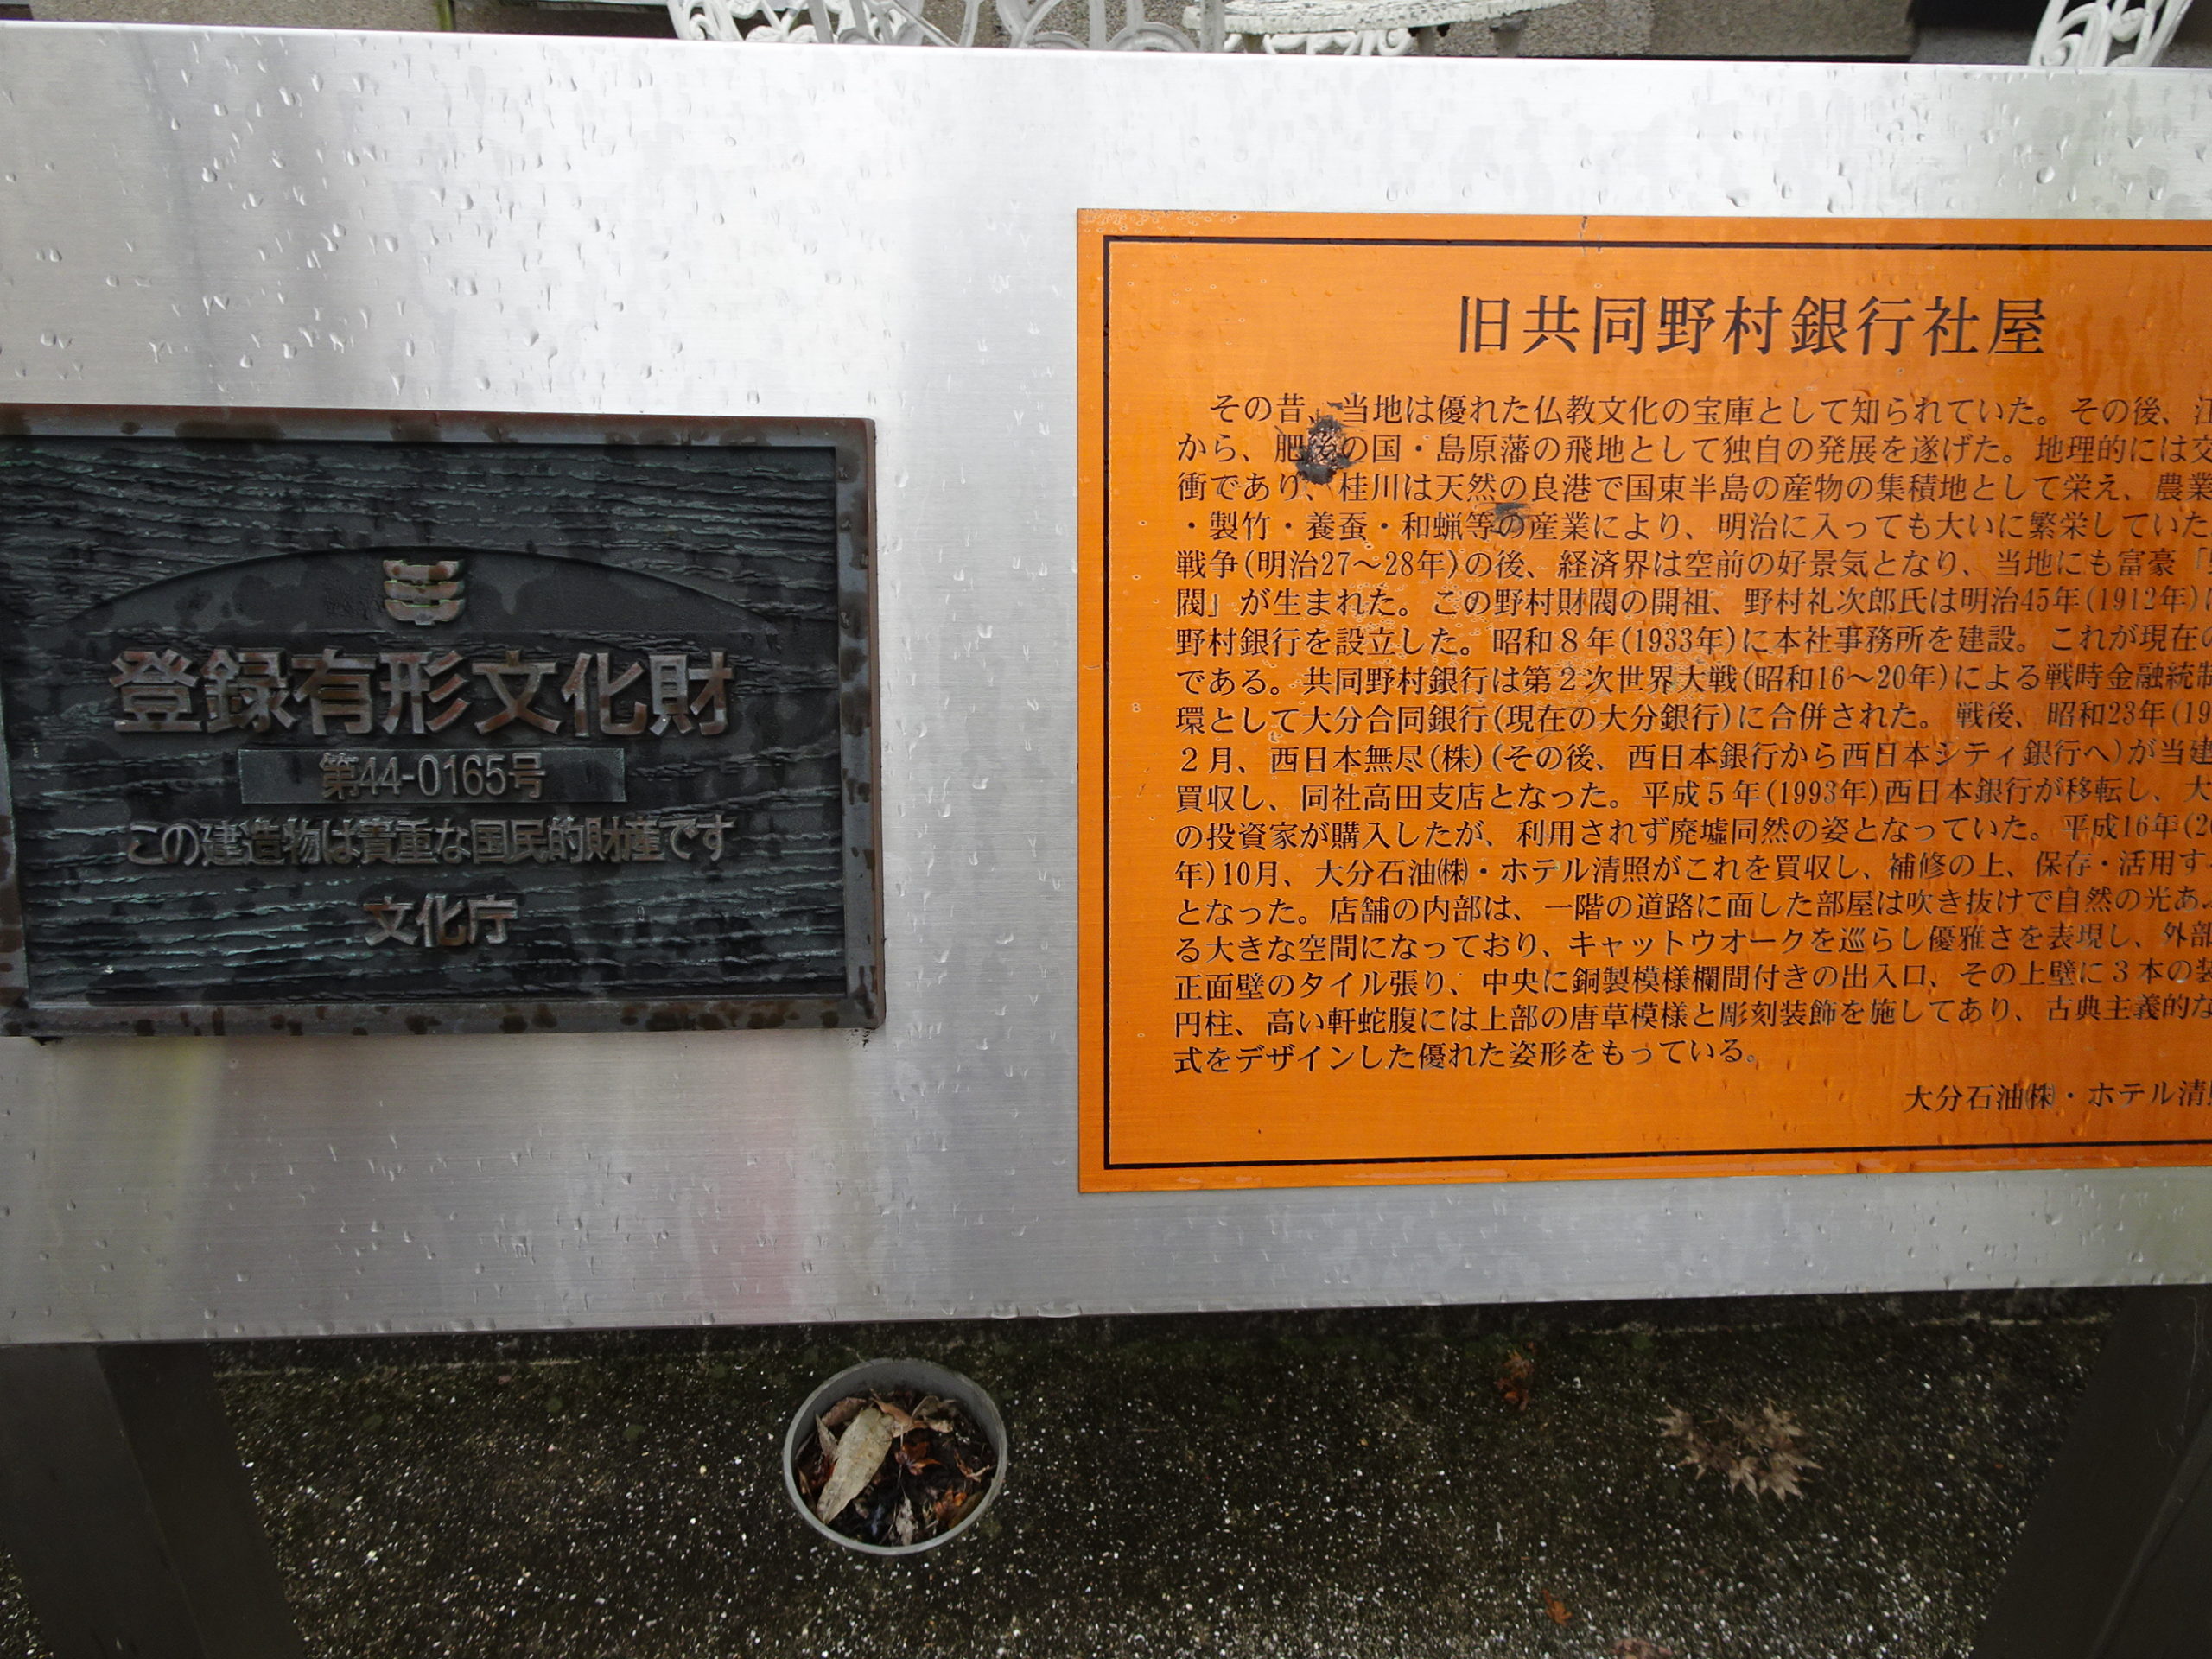 登録有形文化財
第44-0165号
この建造物は貴重な国民的財産です
文化庁
旧共同野村銀行社屋
その昔、当地は優れた仏教文化の宝庫として知られていた。その後、江
から、肥後の国・島原藩の飛地として独自の発展を遂げた。地理的には交
衝であり、桂川は天然の良港で国東半島の産物の集積地として栄え、農業
・製竹・養蚕・和蝋等の産業により、明治に入っても大いに繁栄していた
戦争(明治27～28年)の後、経済界は空前の好景気となり、当地にも富豪「
閥」が生まれた。この野村財閥の開祖、野村礼次郎氏は明治45年(1912年)に
野村銀行を設立した。昭和８年(1933年)に本社事務所を建設。これが現在の
である。共同野村銀行は第２次世界大戦(昭和16～20年)による戦時金融統制
環として大分合同銀行(現在の大分銀行)に合併された。 戦後、昭和23年(19
２月、西日本無尽(株)(その後、西日本銀行から西日本シティ銀行へ)が当建
買収し、同社高田支店となった。平成５年(1993年)西日本銀行が移転し、大
の投資家が購入したが、利用されず廃墟同然の姿となっていた。平成16年(2
年)10月、大分石油㈱・ホテル清照がこれを買収し、補修の上、保存・活用す
となった。店舗の内部は、一階の道路に面した部屋は吹き抜けで自然の光あ
る大きな空間になっており、キャットウオークを巡らし優雅さを表現し、外部
正面壁のタイル張り、中央に銅製模様欄間付きの出入口、その上壁に３本の装
円柱、高い軒蛇腹には上部の唐草模様と彫刻装飾を施してあり、古典主義的な
式をデザインした優れた姿形をもっている。
大分石油㈱・ホテル清照